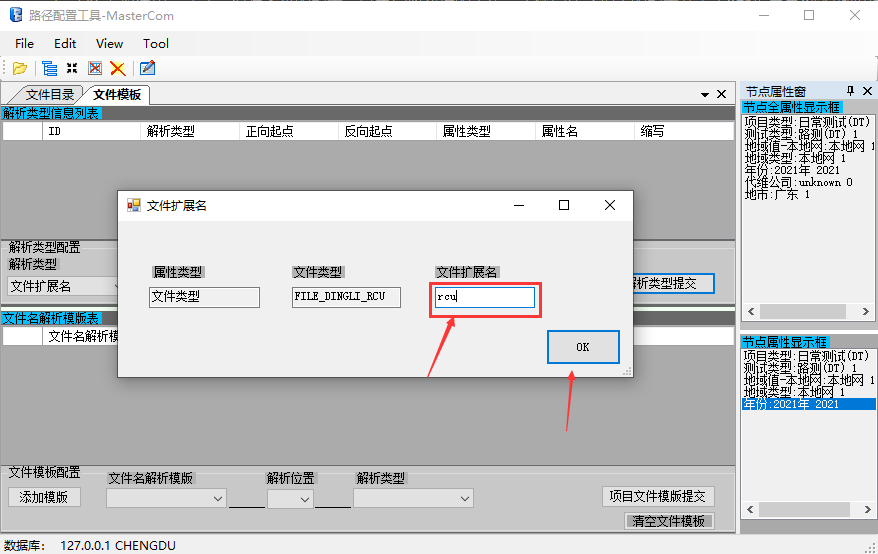 路径配置工具-MasterCom
File Edit View Tool
文件目录 文件模板
解析类型信息列表
ID 解析类型 正向起点 反向起点 属性类型 属性名 缩写
解析类型配置
解析类型
文件扩展名
解析类型提交
文件扩展名
属性类型 文件类型 文件扩展名
文件类型 FILE_DINGLI_RCU rcu
OK
文件名解析模版表
文件名解析模
文件模板配置
文件名解析模版 解析位置 解析类型
添加模版
项目文件模版提交
清空文件模板
节点属性窗
节点全属性显示框
项目类型:日常测试(DT)
测试类型:路测(DT) 1
地域值-本地网:本地网 1
地域类型:本地网 1
年份:2021年 2021
代维公司:unknown 0
地市:广东 1
节点属性显示框
项目类型:日常测试(DT)
测试类型:路测(DT) 1
地域值-本地网:本地网 1
地域类型:本地网 1
年份:2021年 2021
数据库: 127.0.0.1 CHENGDU